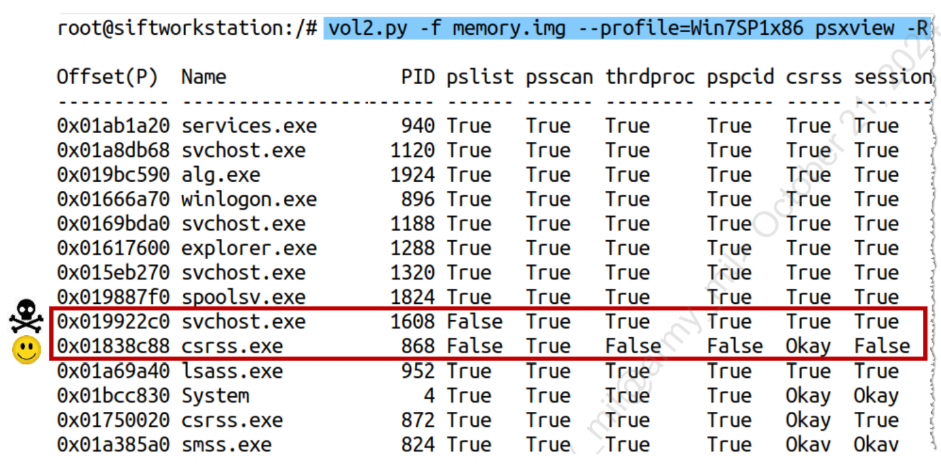 root@siftworkstation:/# vol2.py -f memory.img --profile=Win7SP1x86 psxview -R
Offset(P) Name PID pslist psscan thrdproc pspcid csrss session
---------- -------------------- ------ ------ ------ -------- ------ ----- -------
0x01ab1a20 services.exe 940 True True True True True True
0x01a8db68 svchost.exe 1120 True True True True True True
0x019bc590 alg.exe 1924 True True True True True True
0x01666a70 winlogon.exe 896 True True True True True True
0x0169bda0 svchost.exe 1188 True True True True True True
0x01617600 explorer.exe 1288 True True True True True True
0x015eb270 svchost.exe 1320 True True True True True True
0x019887f0 spoolsv.exe 1824 True True True True True True
0x019922c0 svchost.exe 1608 False True True True True True
0x01838c88 csrss.exe 868 False True False False Okay False
0x01a69a40 lsass.exe 952 True True True True True True
0x01bcc830 System 4 True True True True Okay Okay
0x01750020 csrss.exe 872 True True True True Okay True
0x01a385a0 smss.exe 824 True True True True Okay Okay
October 21,